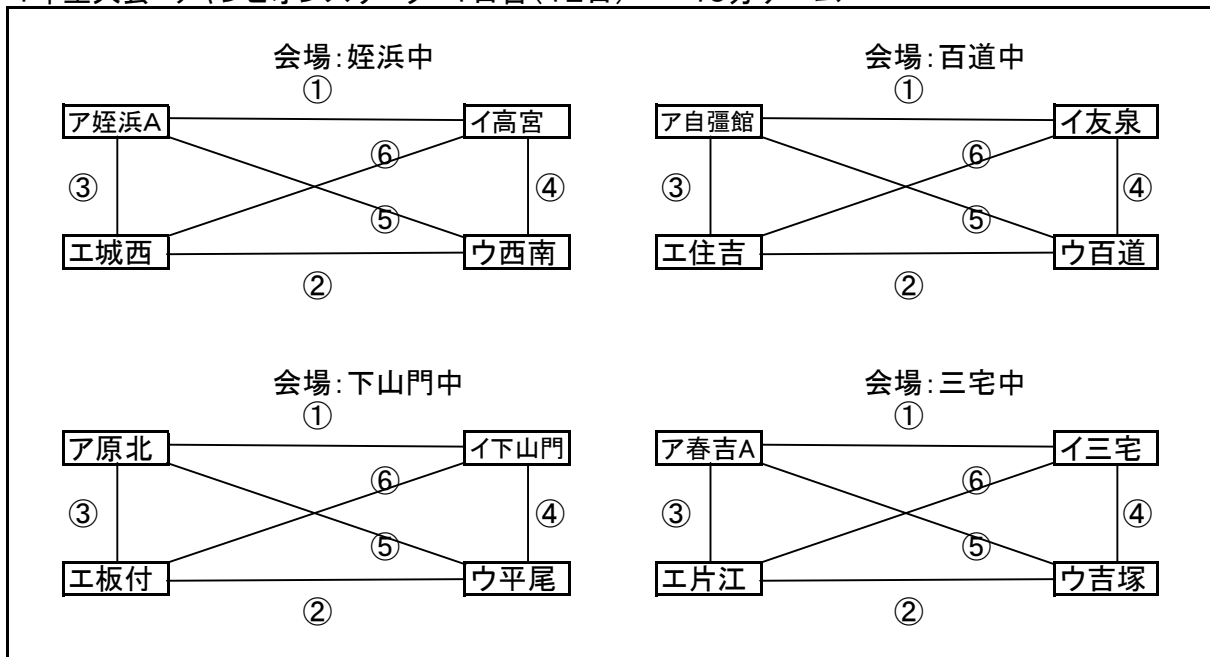 会場：姪浜中
①
ア姪浜A
イ高宮
⑥
③
④
⑤
エ城西
ウ西南
②
会場：百道中
①
ア自彊館
イ友泉
⑥
③
④
⑤
エ住吉
ウ百道
②
会場：下山門中
①
ア原北
イ下山門
⑥
③
④
⑤
エ板付
ウ平尾
②
会場：三宅中
①
ア春吉A
イ三宅
⑥
③
④
⑤
エ片江
ウ吉塚
②